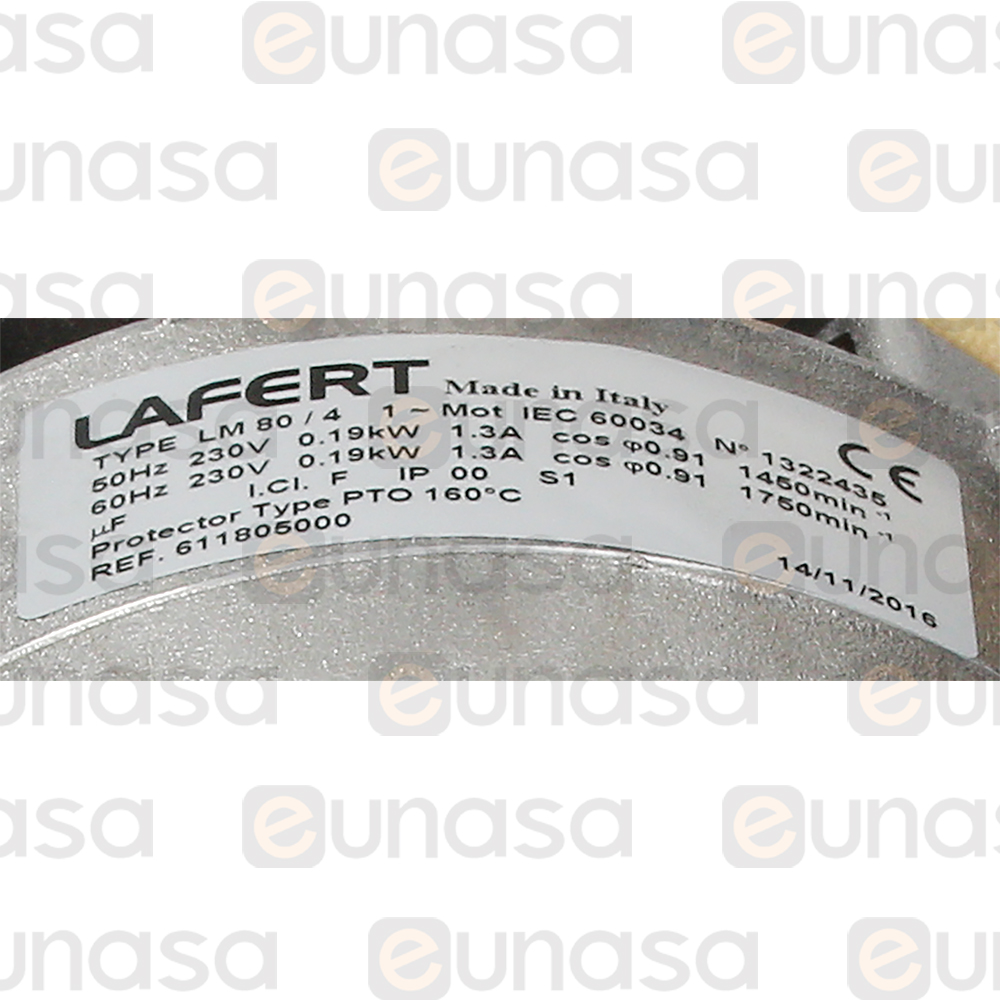 LAFERT Made in Italy CE
TYPE LM 80 / 4 1 ~ Mot IEC 60034 N° 1322435
50Hz 230V 0.19kW 1.3A cos φ0.91 1450min⁻¹
60Hz 230V 0.19kW 1.3A cos φ0.91 1750min⁻¹
μF I.Cl. F IP 00 S1
Protector Type PTO 160°C
REF. 611805000 14/11/2016
eunasa